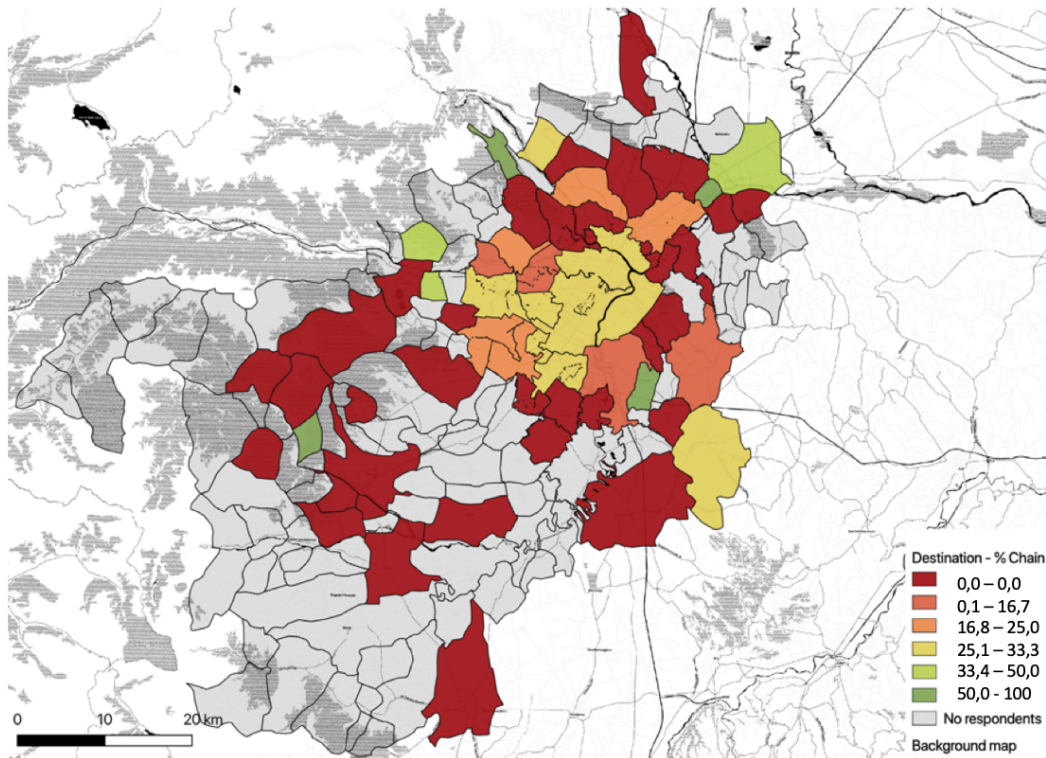 Destination - % Chain
0,0 – 0,0
0,1 – 16,7
16,8 – 25,0
25,1 – 33,3
33,4 – 50,0
50,0 - 100
No respondents
Background map
0 10 20 km